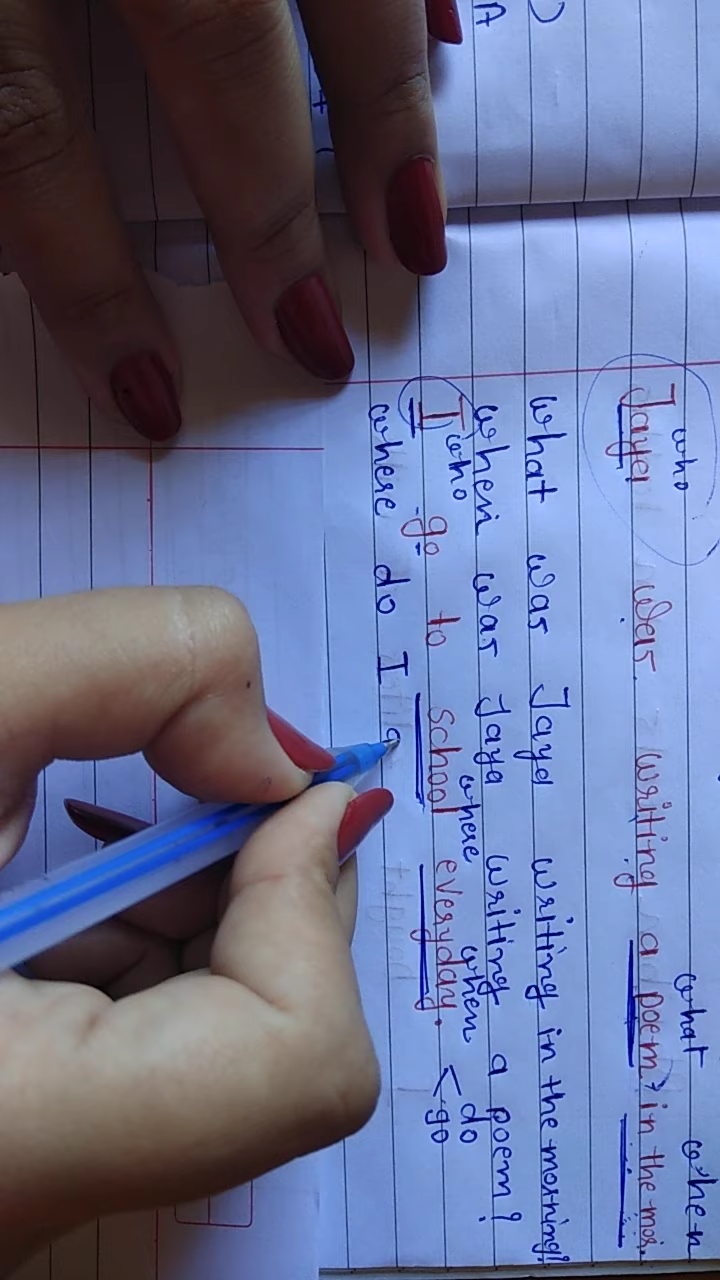 who what when
Jaya was writing a poem? in the mor.
what was Jaya writing in the morning?
when was Jaya writing a poem?
I go to school everyday. < do
who where when go
where do I g